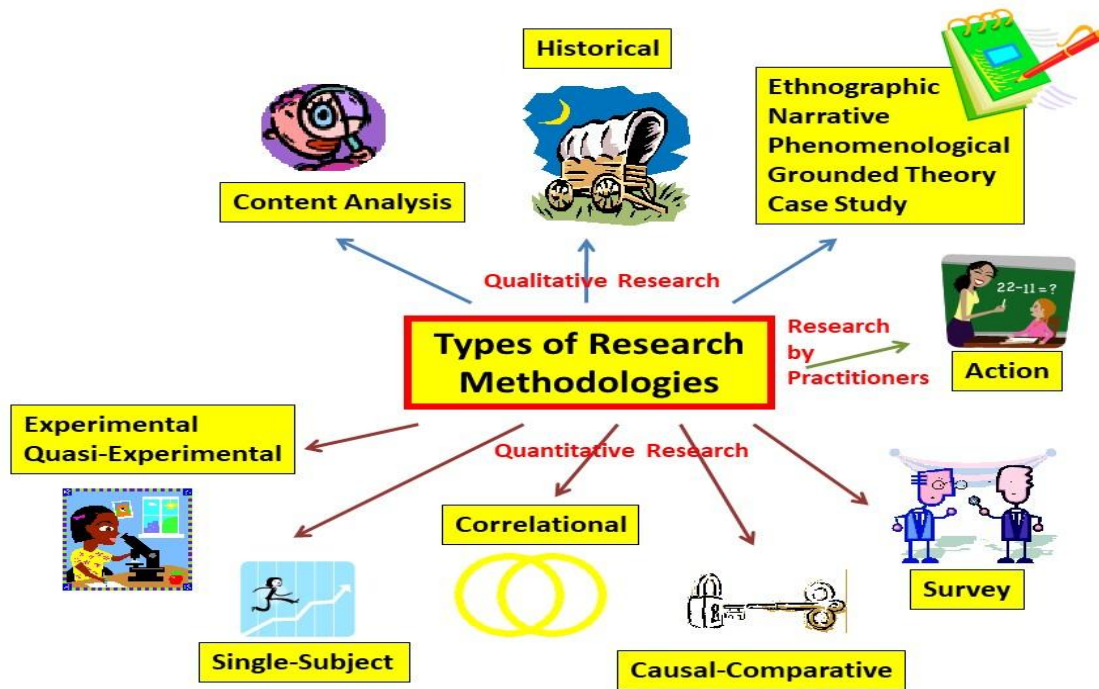 Historical
Ethnographic
Narrative
Phenomenological
Grounded Theory
Case Study
Content Analysis
Qualitative Research
22-11=?
Types of Research
Methodologies
Research
by
Practitioners
Action
Experimental
Quasi-Experimental
Quantitative Research
Correlational
Survey
Single-Subject
Causal-Comparative